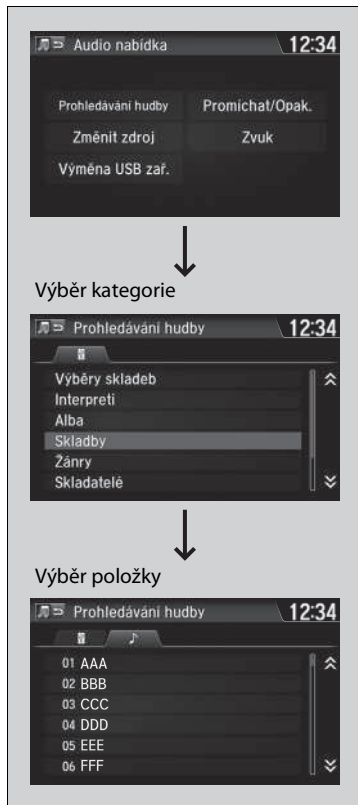 Audio nabídka 12:34
Prohledávání hudby Promíchat/Opak.
Změnit zdroj Zvuk
Výměna USB zař.
Výběr kategorie
Prohledávání hudby 12:34
Výběry skladeb
Interpreti
Alba
Skladby
Žánry
Skladatelé
Výběr položky
Prohledávání hudby 12:34
01 AAA
02 BBB
03 CCC
04 DDD
05 EEE
06 FFF